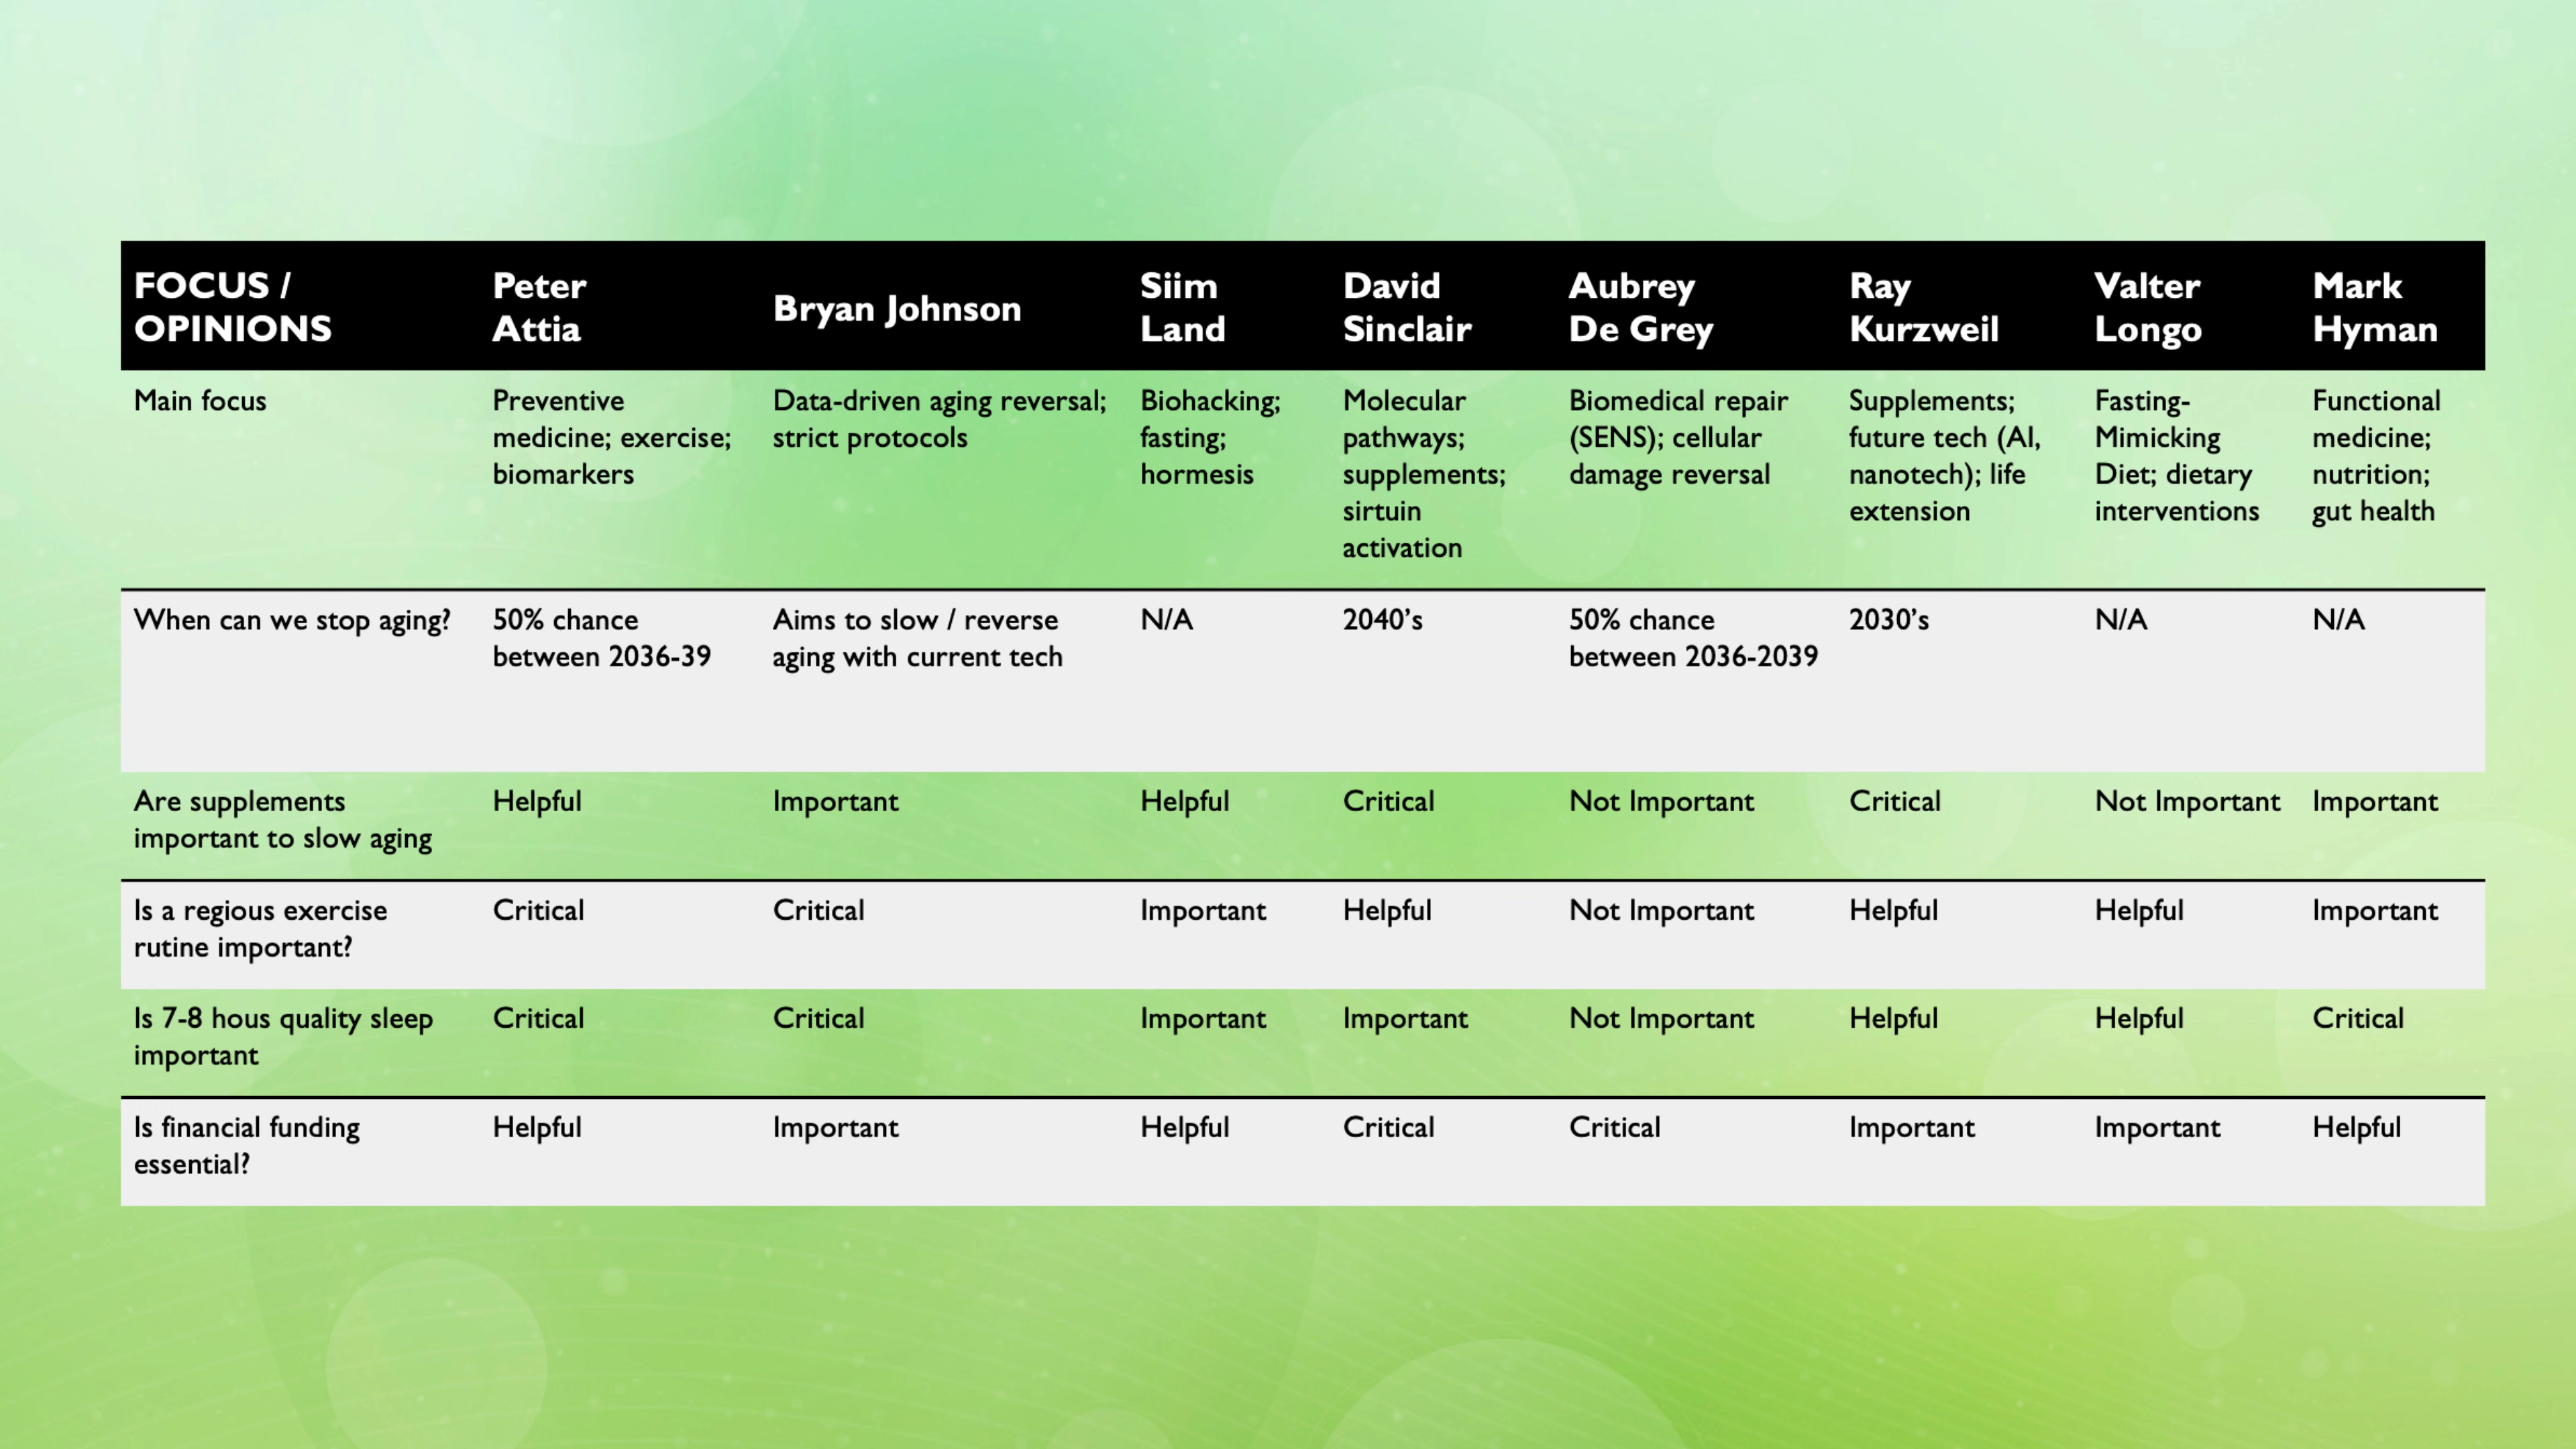 FOCUS / OPINIONS | Peter Attia | Bryan Johnson | Siim Land | David Sinclair | Aubrey De Grey | Ray Kurzweil | Valter Longo | Mark Hyman
Main focus | Preventive medicine; exercise; biomarkers | Data-driven aging reversal; strict protocols | Biohacking; fasting; hormesis | Molecular pathways; supplements; sirtuin activation | Biomedical repair (SENS); cellular damage reversal | Supplements; future tech (AI, nanotech); life extension | Fasting-Mimicking Diet; dietary interventions | Functional medicine; nutrition; gut health
When can we stop aging? | 50% chance between 2036-39 | Aims to slow / reverse aging with current tech | N/A | 2040’s | 50% chance between 2036-2039 | 2030’s | N/A | N/A
Are supplements important to slow aging | Helpful | Important | Helpful | Critical | Not Important | Critical | Not Important | Important
Is a regious exercise rutine important? | Critical | Critical | Important | Helpful | Not Important | Helpful | Helpful | Important
Is 7-8 hous quality sleep important | Critical | Critical | Important | Important | Not Important | Helpful | Helpful | Critical
Is financial funding essential? | Helpful | Important | Helpful | Critical | Critical | Important | Important | Helpful